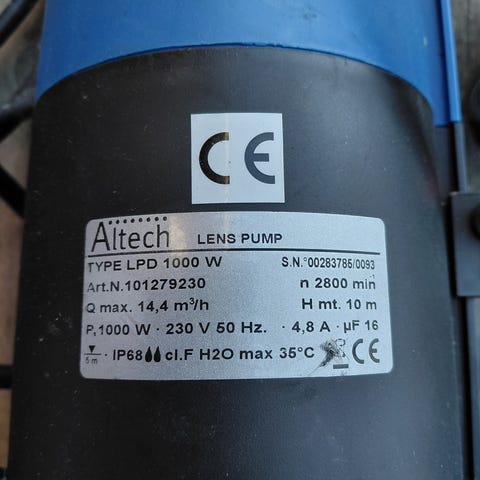 CE
Altech LENS PUMP
TYPE LPD 1000 W S.N.°00283785/0093
Art.N.101279230 n 2800 min⁻
Q max. 14,4 m³/h H mt. 10 m
P, 1000 W · 230 V 50 Hz. · 4,8 A · µF 16
5 m · IP68 cl.F H2O max 35°C CE